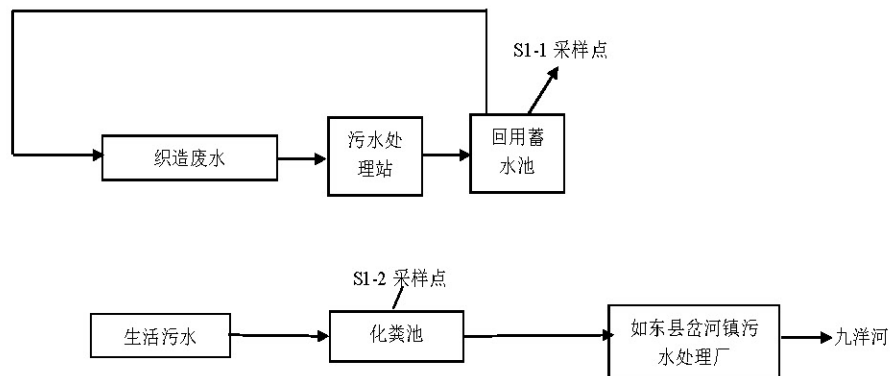 S1-1 采样点
织造废水
污水处
理站
回用蓄
水池
S1-2 采样点
生活污水
化粪池
如东县岔河镇污
水处理厂
九洋河